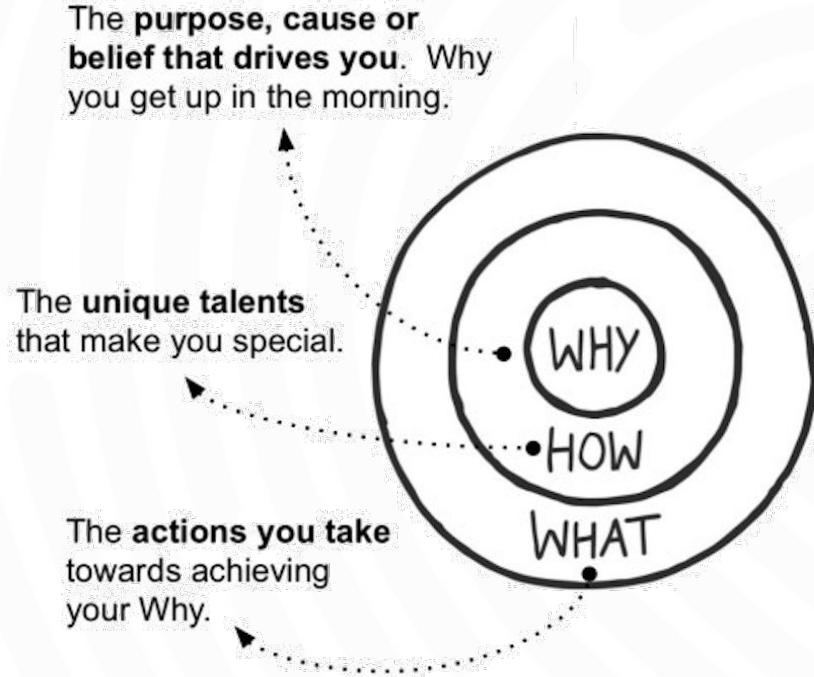 The purpose, cause or
belief that drives you. Why
you get up in the morning.
The unique talents
that make you special.
The actions you take
towards achieving
your Why.
WHY
HOW
WHAT